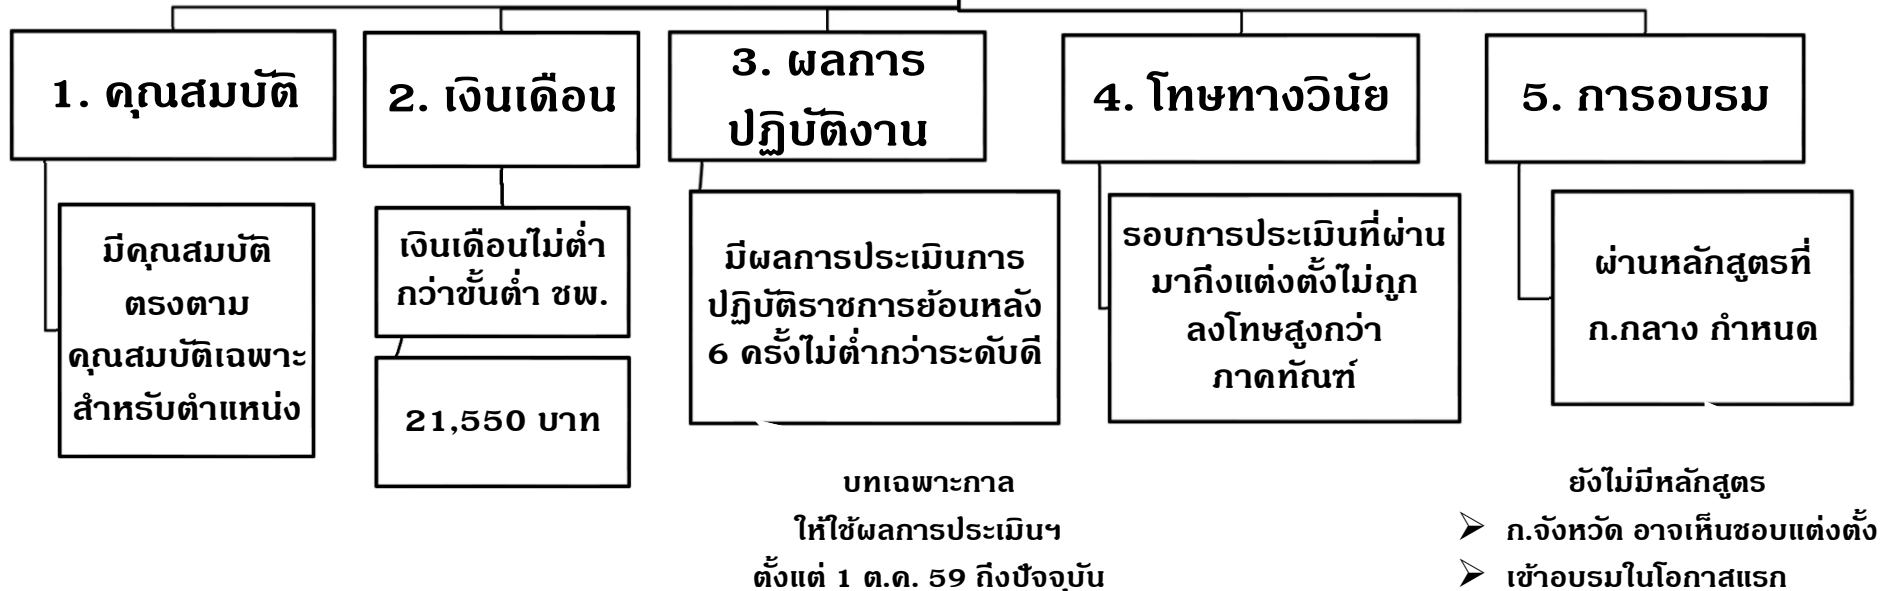 1. คุณสมบัติ
มีคุณสมบัติ
ตรงตาม
คุณสมบัติเฉพาะ
สำหรับตำแหน่ง
2. เงินเดือน
เงินเดือนไม่ต่ำ
กว่าขั้นต่ำ ชพ.
21,550 บาท
3. ผลการ
ปฏิบัติงาน
มีผลการประเมินการ
ปฏิบัติราชการย้อนหลัง
6 ครั้งไม่ต่ำกว่าระดับดี
บทเฉพาะกาล
ให้ใช้ผลการประเมินฯ
ตั้งแต่ 1 ต.ค. 59 ถึงปัจจุบัน
4. โทษทางวินัย
รอบการประเมินที่ผ่าน
มาถึงแต่งตั้งไม่ถูก
ลงโทษสูงกว่า
ภาคทัณฑ์
5. การอบรม
ผ่านหลักสูตรที่
ก.กลาง กำหนด
ยังไม่มีหลักสูตร
➢ ก.จังหวัด อาจเห็นชอบแต่งตั้ง
➢ เข้าอบรมในโอกาสแรก